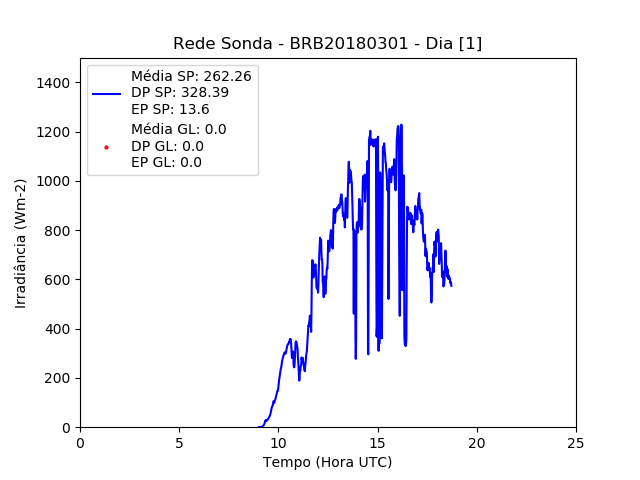 Rede Sonda - BRB20180301 - Dia [1]
Média SP: 262.26
DP SP: 328.39
EP SP: 13.6
Média GL: 0.0
DP GL: 0.0
EP GL: 0.0
Irradiância (Wm-2)
1400
1200
1000
800
600
400
200
0
0 5 10 15 20 25
Tempo (Hora UTC)